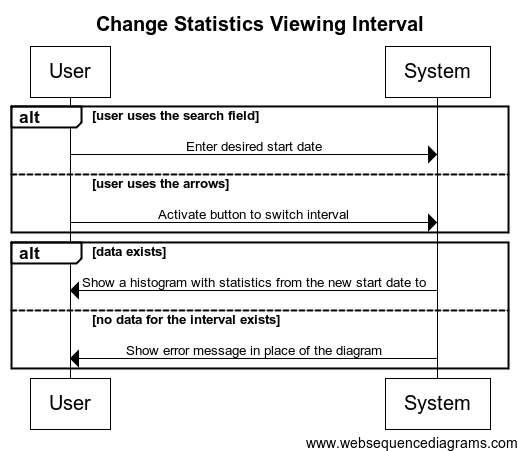 Change Statistics Viewing Interval
User
System
alt
[user uses the search field]
Enter desired start date
[user uses the arrows]
Activate button to switch interval
alt
[data exists]
Show a histogram with statistics from the new start date to
[no data for the interval exists]
Show error message in place of the diagram
User
System
www.websequencediagrams.com